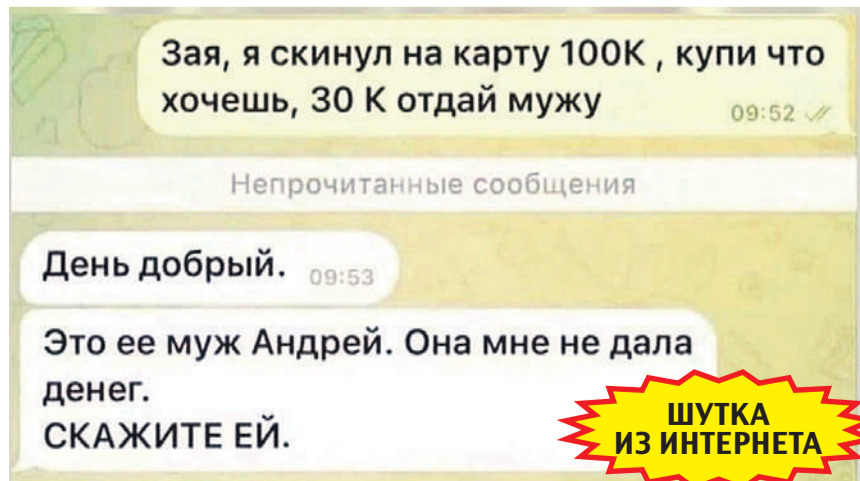 Зая, я скинул на карту 100К , купи что
хочешь, 30 К отдай мужу
09:52
Непрочитанные сообщения
День добрый. 09:53
Это ее муж Андрей. Она мне не дала
денег.
СКАЖИТЕ ЕЙ.
ШУТКА
ИЗ ИНТЕРНЕТА